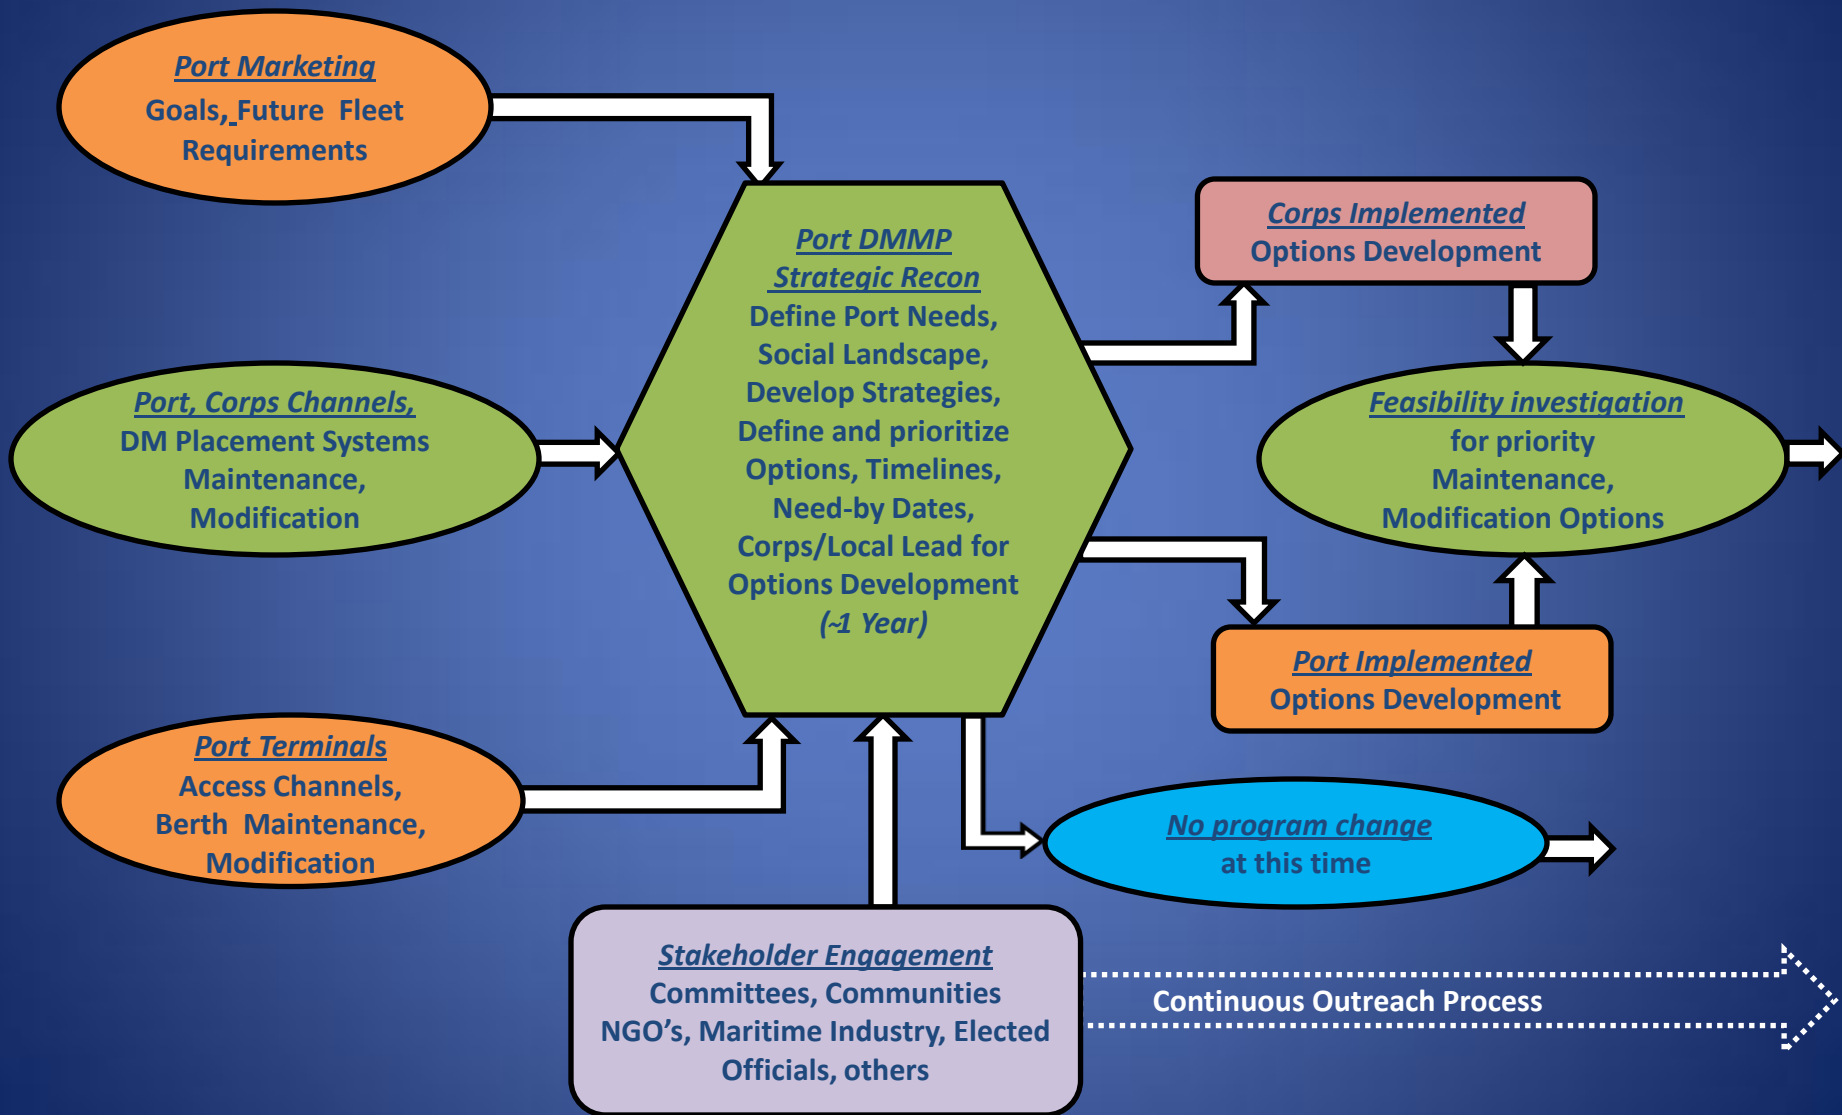 Port Marketing
Goals, Future Fleet
Requirements
Port, Corps Channels,
DM Placement Systems
Maintenance,
Modification
Port Terminals
Access Channels,
Berth Maintenance,
Modification
Port DMMP
Strategic Recon
Define Port Needs,
Social Landscape,
Develop Strategies,
Define and prioritize
Options, Timelines,
Need-by Dates,
Corps/Local Lead for
Options Development
(~1 Year)
Stakeholder Engagement
Committees, Communities
NGO's, Maritime Industry, Elected
Officials, others
Corps Implemented
Options Development
Feasibility investigation
for priority
Maintenance,
Modification Options
Port Implemented
Options Development
No program change
at this time
Continuous Outreach Process